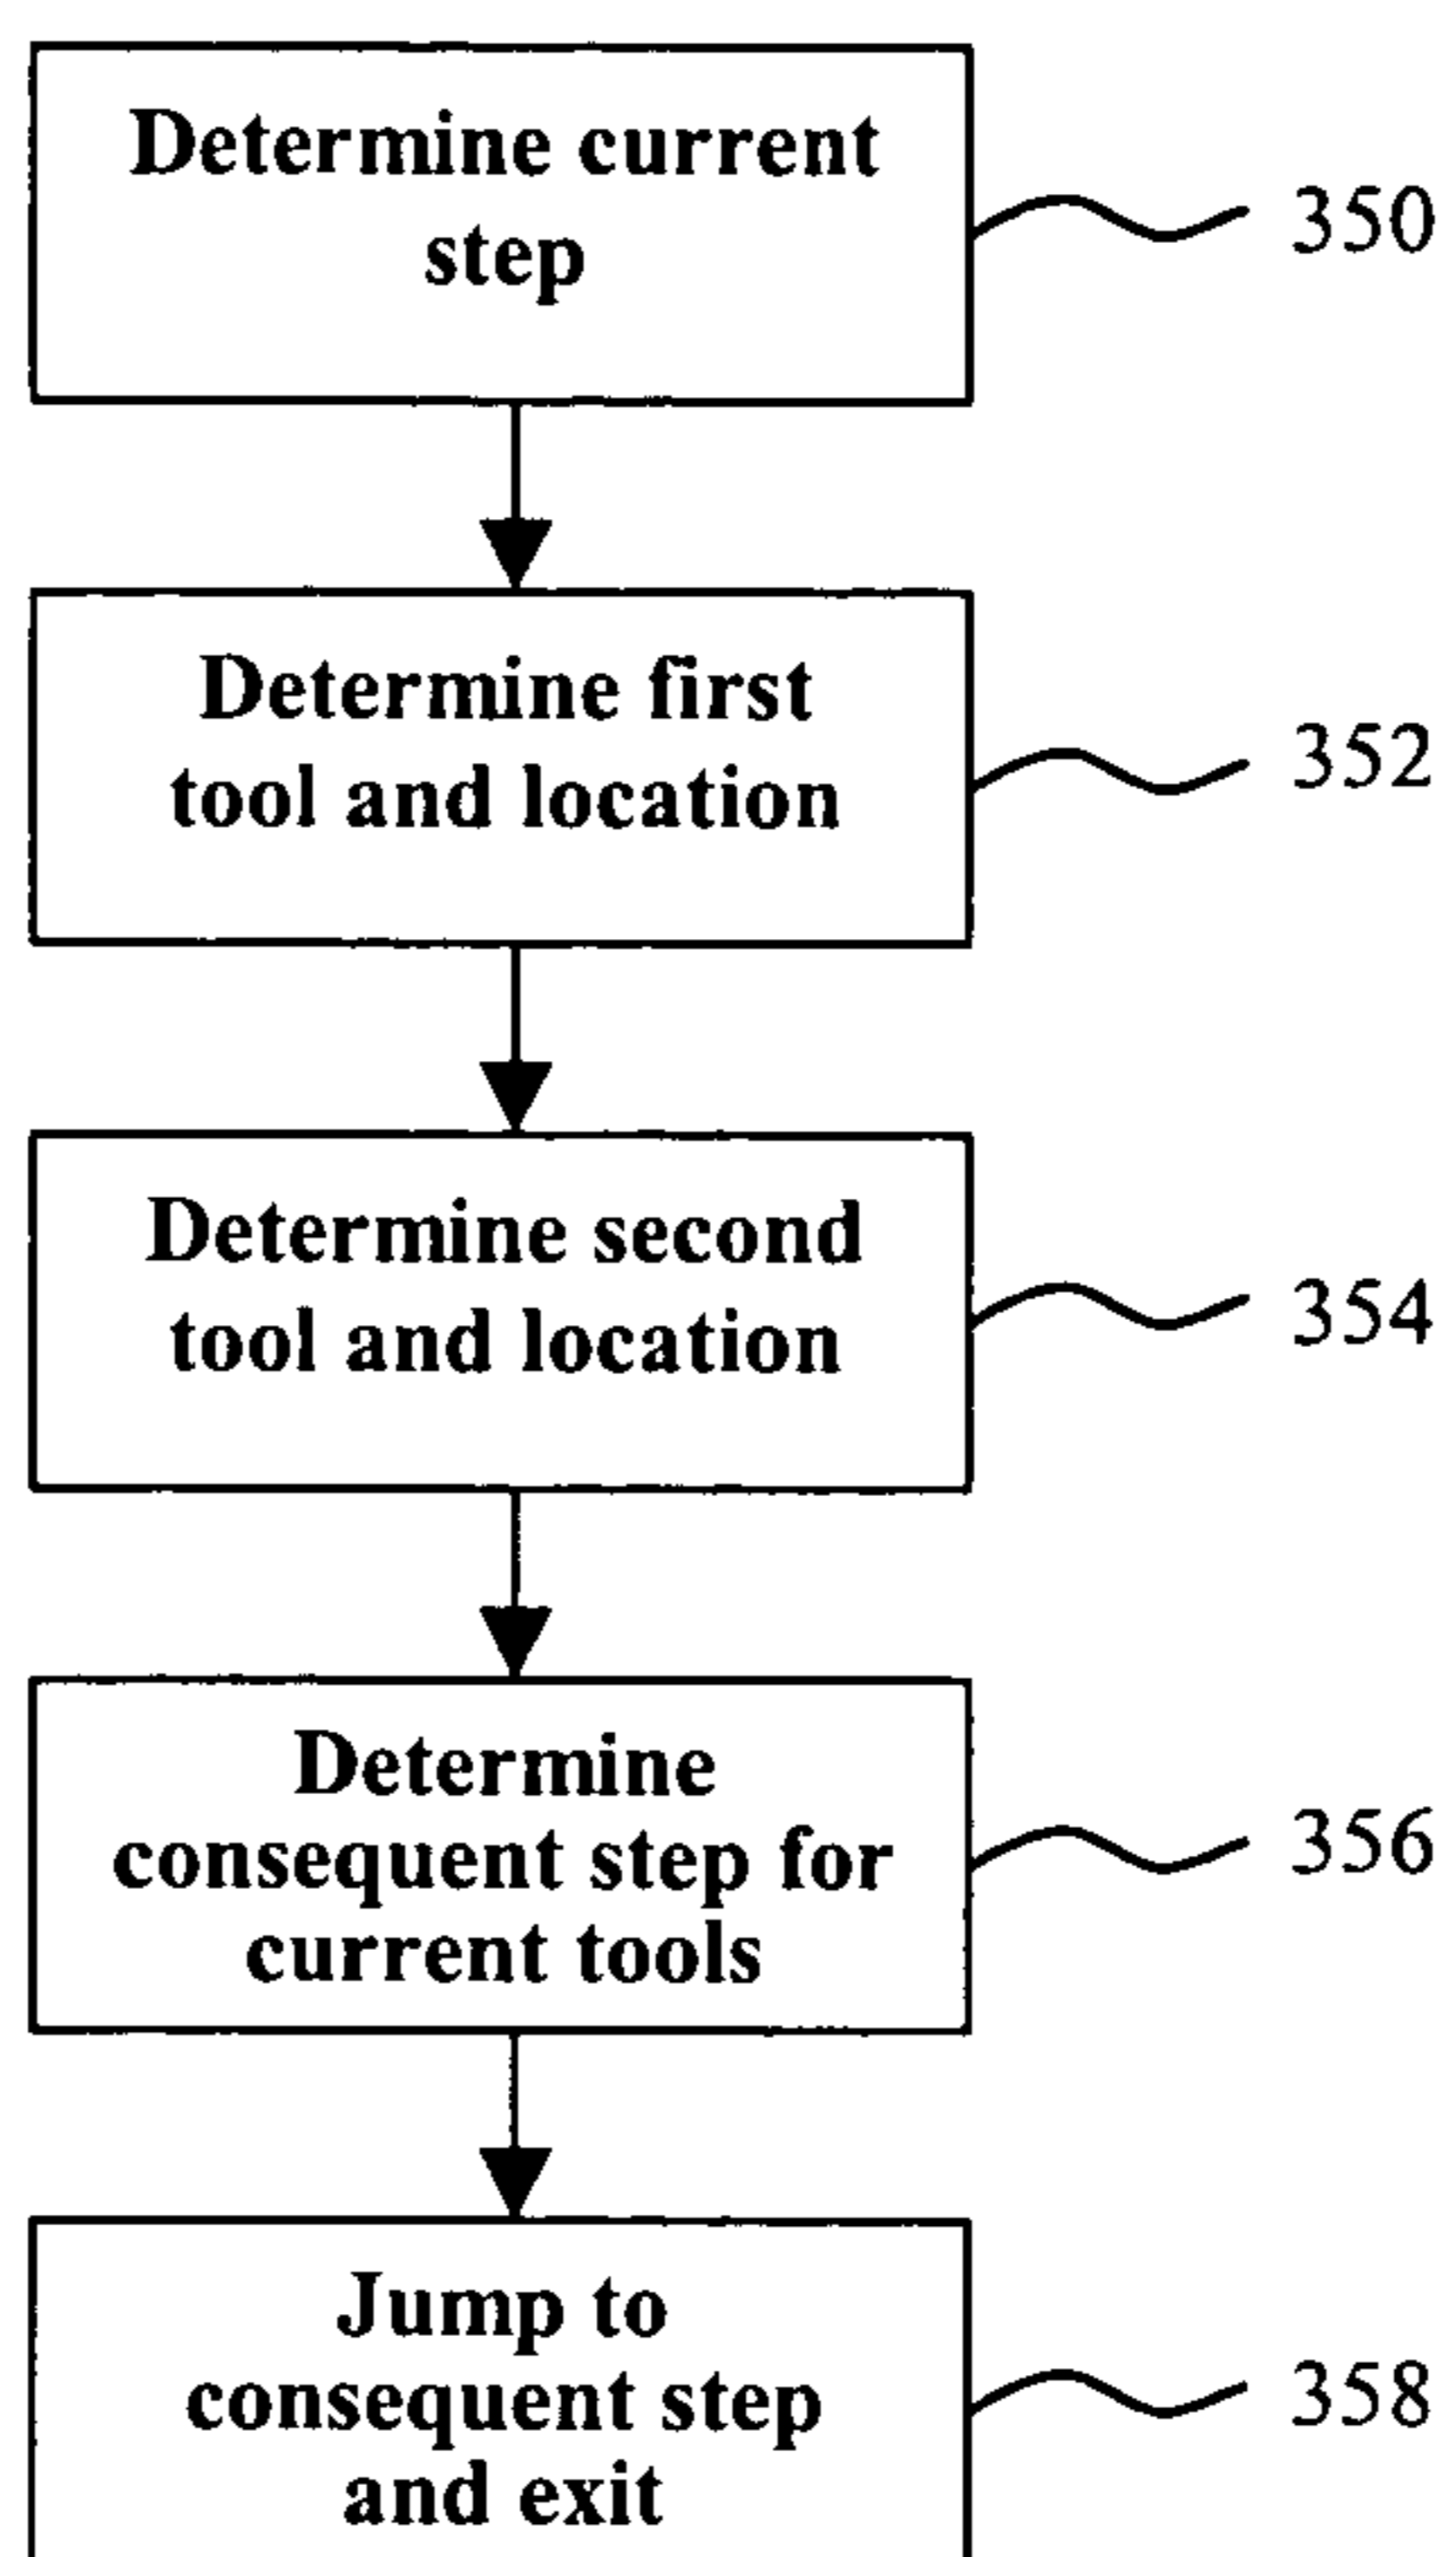 Determine current
step
350
Determine first
tool and location
352
Determine second
tool and location
354
Determine
consequent step for
current tools
356
Jump to
consequent step
and exit
358